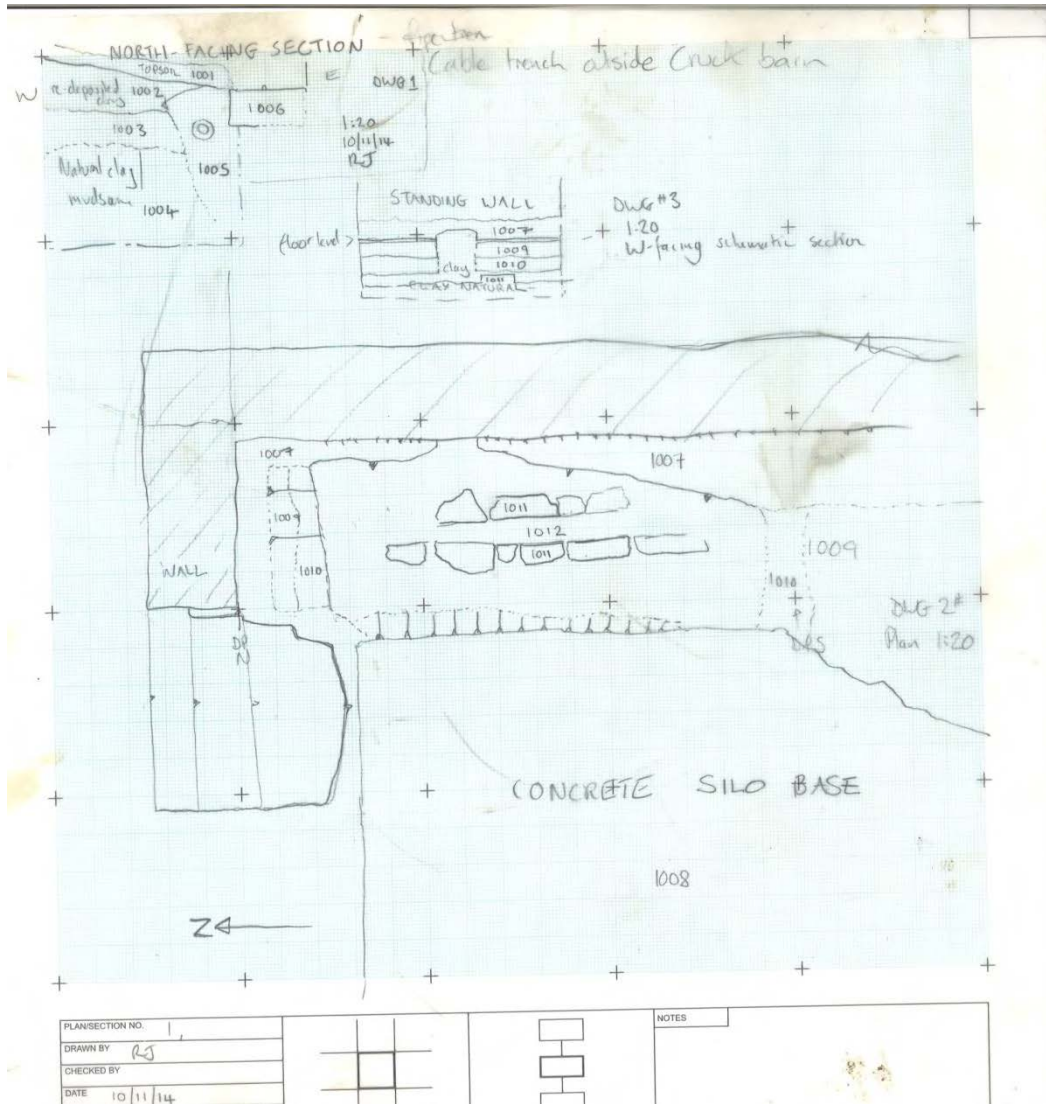 NORTH-FACING SECTION -
Cable trench outside Cruck barn
W
E
TOPSOIL 1001
re-deposited clay 1002
1003
Natural clay
mudstone 1004
1005
1006
DWG 1
1:20
10/11/14
RJ
STANDING WALL
floor level >
1007
1009
clay
1010
1011
CLAY NATURAL
DWG #3
1:20
W-facing schematic section
1007
1007
1009
1010
1011
1012
1011
WALL
1009
1010
DPN
DPS
DWG 2#
Plan 1:20
CONCRETE SILO BASE
1008
N
PLAN/SECTION NO. 1,
DRAWN BY RJ
CHECKED BY
DATE 10/11/14
NOTES